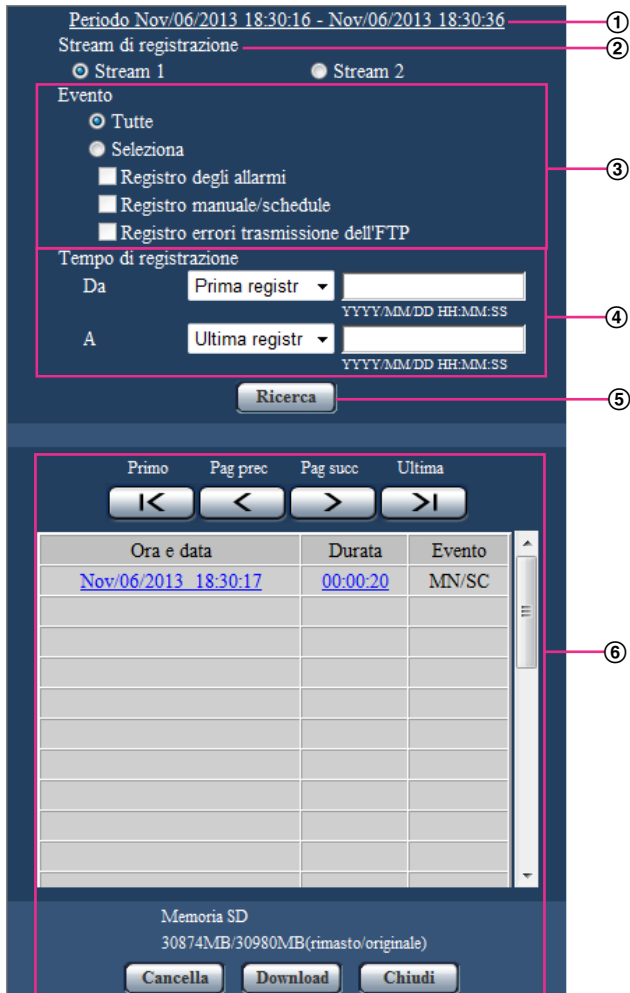 Periodo Nov/06/2013 18:30:16 - Nov/06/2013 18:30:36 ①
Stream di registrazione ②
Stream 1 Stream 2
Evento
Tutte
Seleziona
③
Registro degli allarmi
Registro manuale/schedule
Registro errori trasmissione dell'FTP
Tempo di registrazione
Da Prima registr
YYYY/MM/DD HH:MM:SS
④
A Ultima registr
YYYY/MM/DD HH:MM:SS
Ricerca ⑤
Primo Pag prec Pag succ Ultima
Ora e data Durata Evento
Nov/06/2013 18:30:17 00:00:20 MN/SC
⑥
Memoria SD
30874MB/30980MB(rimasto/originale)
Cancella Download Chiudi